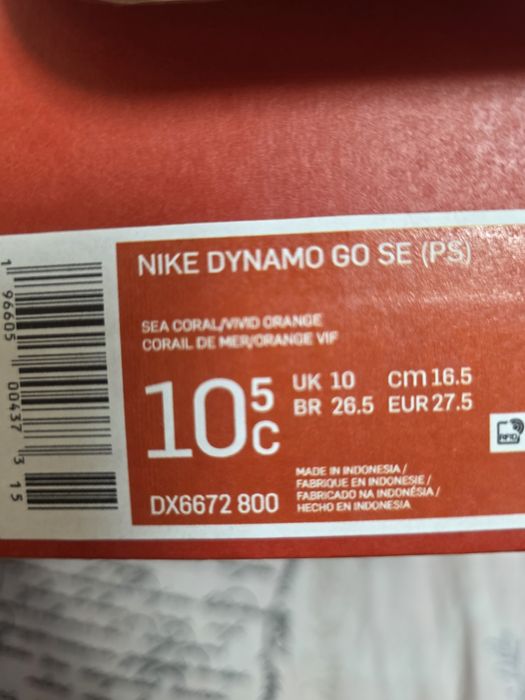 NIKE DYNAMO GO SE (PS)
SEA CORAL/VIVID ORANGE
CORAIL DE MER/ORANGE VIF
10 5 C
UK 10 cm 16.5
BR 26.5 EUR 27.5
MADE IN INDONESIA /
FABRIQUE EN INDONESIE /
FABRICADO NA INDONÉSIA /
HECHO EN INDONESIA
DX6672 800
RFID
1 96605 00437 3 15